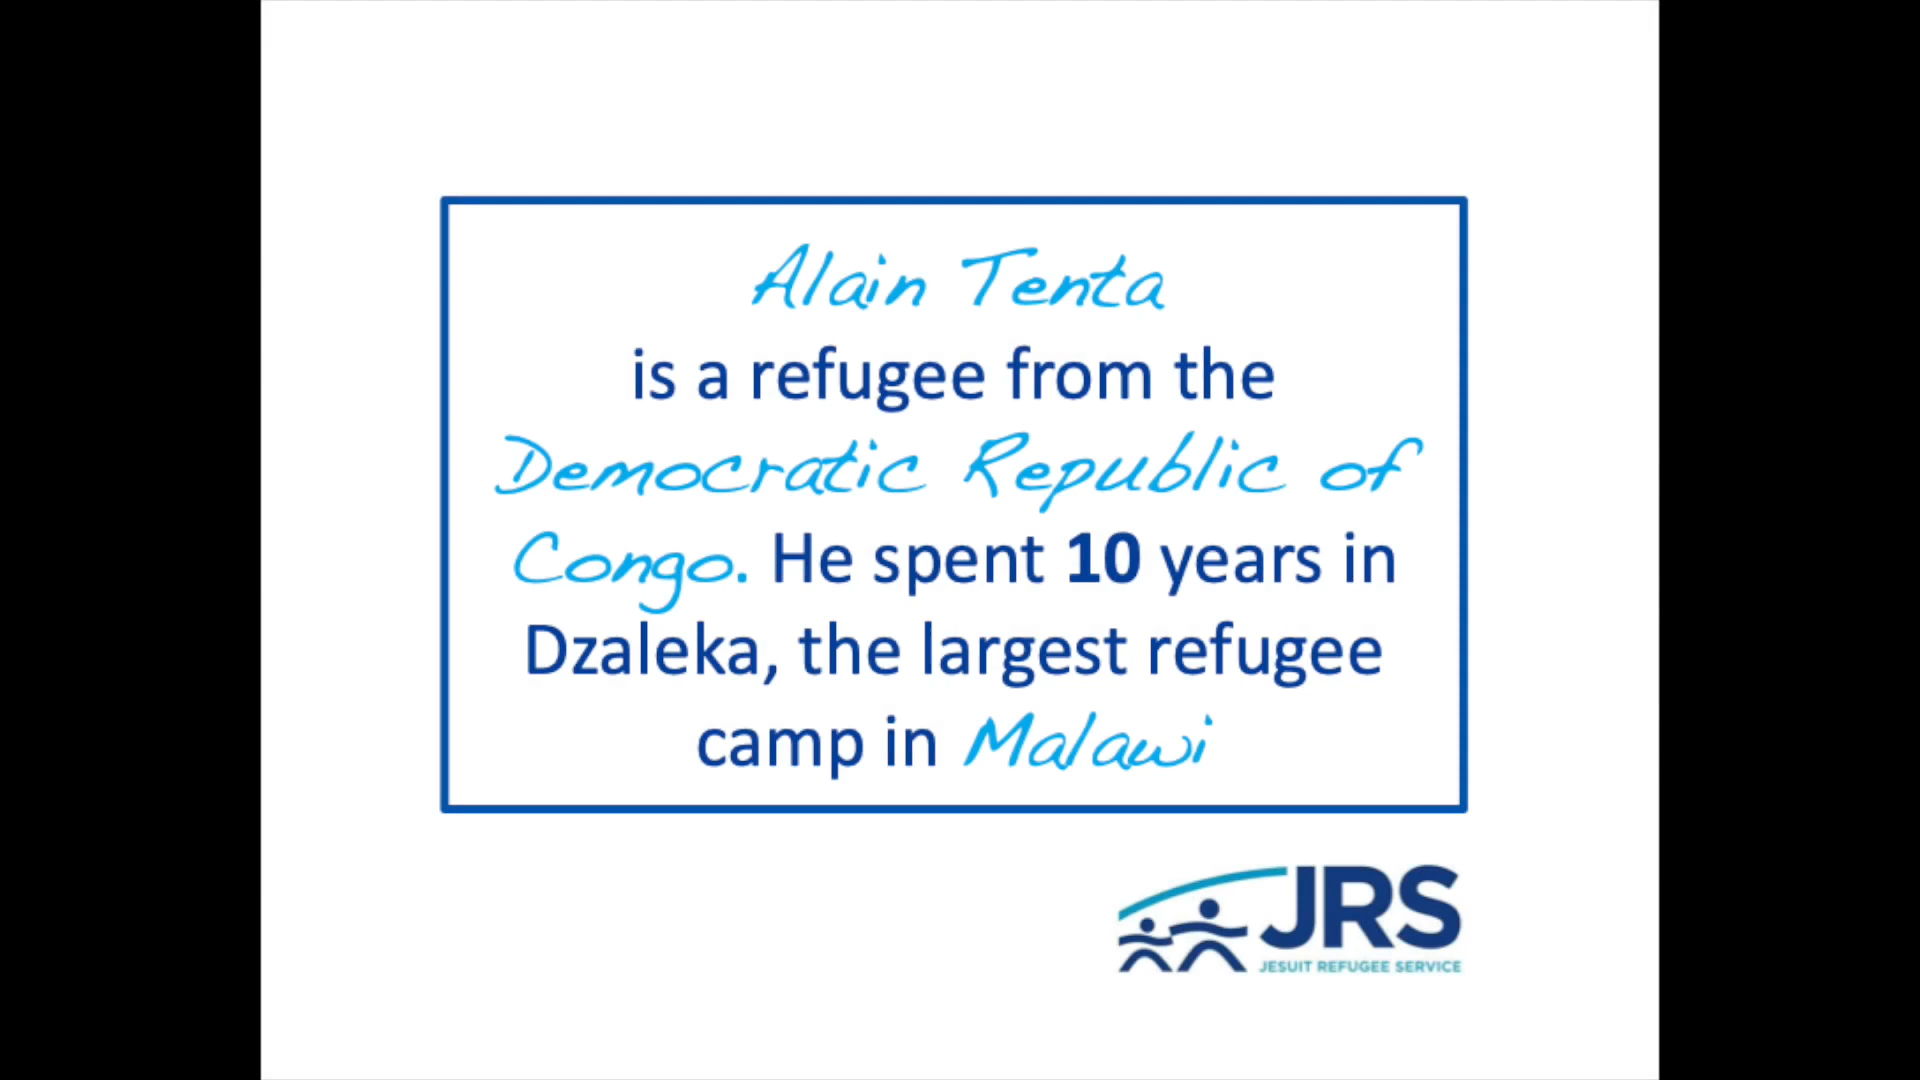 Alain Tenta
is a refugee from the
Democratic Republic of
Congo. He spent 10 years in
Dzaleka, the largest refugee
camp in Malawi
JRS
JESUIT REFUGEE SERVICE